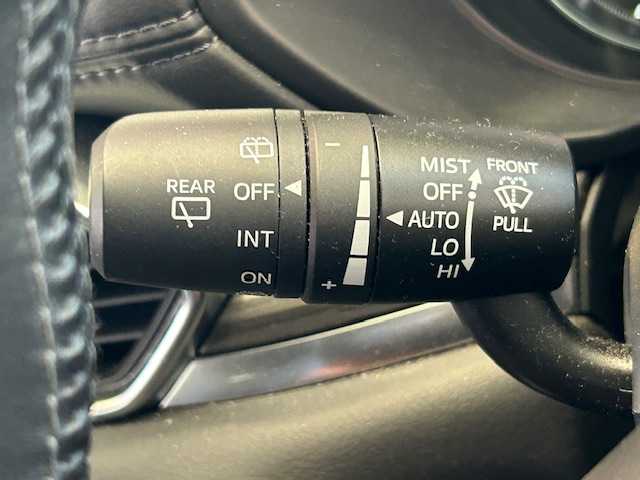 REAR
OFF
INT
ON
−
+
MIST
OFF
AUTO
LO
HI
FRONT
PULL